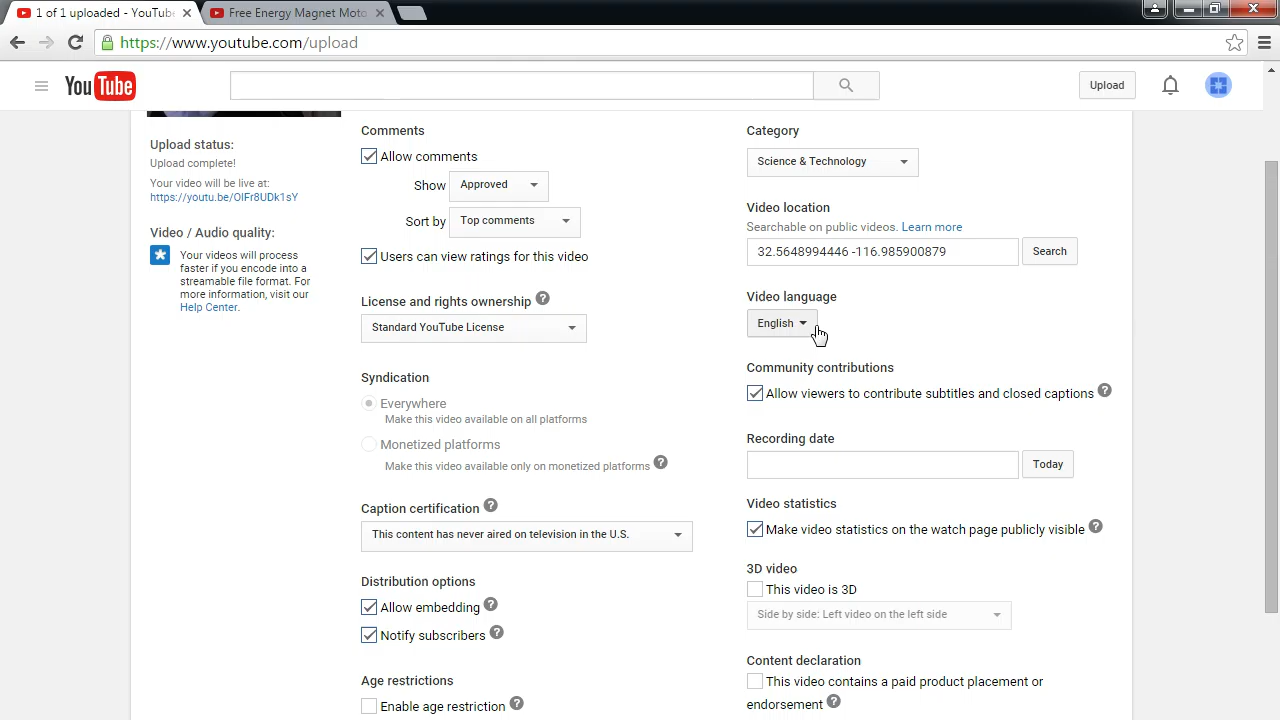 1 of 1 uploaded - YouTub
Free Energy Magnet Moto
https://www.youtube.com/upload
YouTube
Upload
Upload status:
Upload complete!
Your video will be live at:
https://youtu.be/OIFr8UDk1sY
Video / Audio quality:
Your videos will process
faster if you encode into a
streamable file format. For
more information, visit our
Help Center.
Comments
Allow comments
Show Approved
Sort by Top comments
Users can view ratings for this video
License and rights ownership ?
Standard YouTube License
Syndication
Everywhere
Make this video available on all platforms
Monetized platforms
Make this video available only on monetized platforms ?
Caption certification ?
This content has never aired on television in the U.S.
Distribution options
Allow embedding ?
Notify subscribers ?
Age restrictions
Enable age restriction ?
Category
Science & Technology
Video location
Searchable on public videos. Learn more
32.5648994446 -116.985900879 Search
Video language
English
Community contributions
Allow viewers to contribute subtitles and closed captions ?
Recording date
Today
Video statistics
Make video statistics on the watch page publicly visible ?
3D video
This video is 3D
Side by side: Left video on the left side
Content declaration
This video contains a paid product placement or
endorsement ?